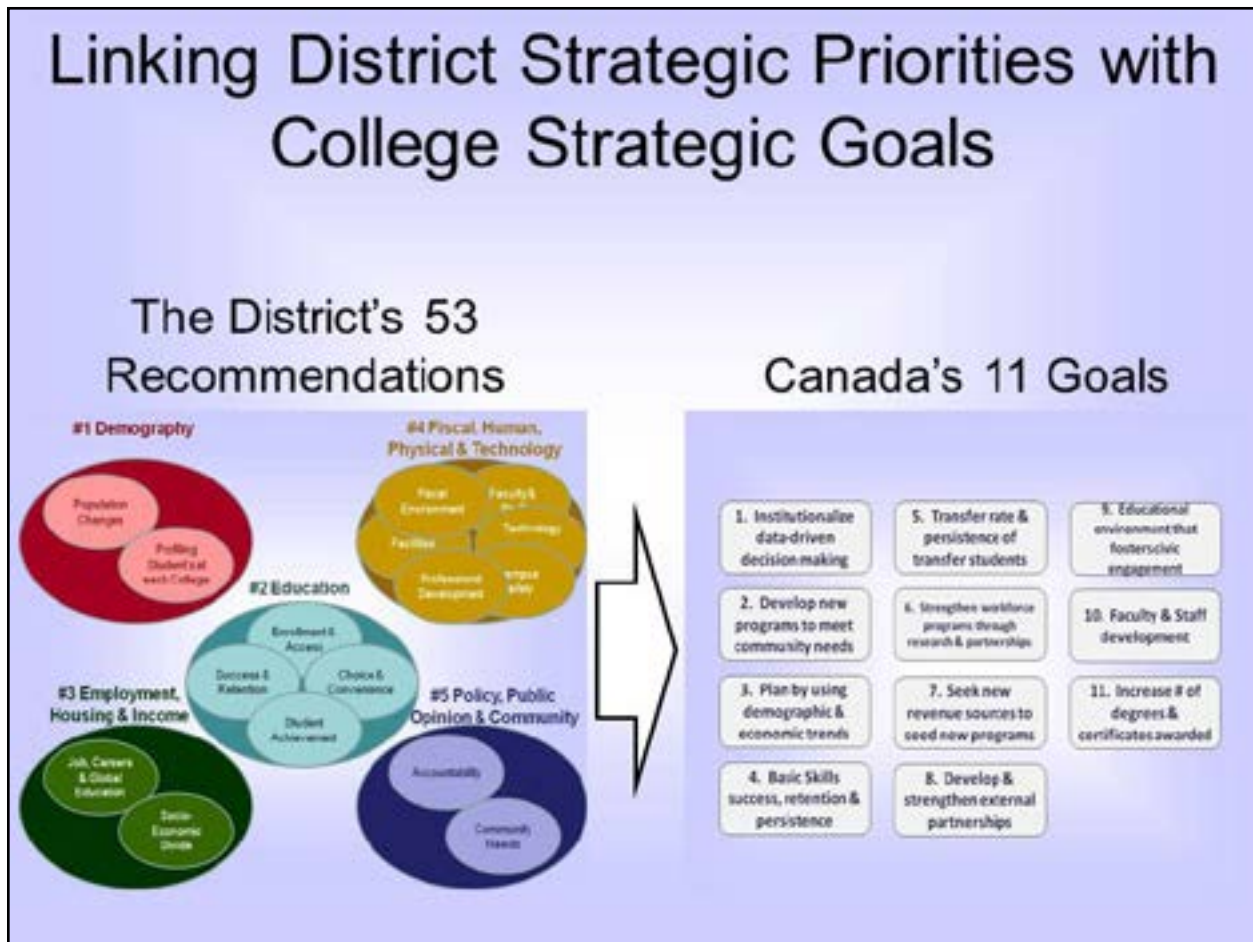 Linking District Strategic Priorities with
College Strategic Goals
The District's 53
Recommendations
#1 Demography
Population
Changes
Profiling
Student's at
each College
#4 Fiscal, Human,
Physical & Technology
Fiscal
Environment
Faculty &
Technology
Facilities
Professional
Development
#2 Education
Enrollment &
Access
Success &
Retention
Choice &
Convenience
Student
Achievement
#3 Employment,
Housing & Income
Job, Careers
& Global
Education
Socio-
Economic
Divide
#5 Policy, Public
Opinion & Community
Accountability
Community
Needs
Canada's 11 Goals
1. Institutionalize
data-driven
decision making
2. Develop new
programs to meet
community needs
3. Plan by using
demographic &
economic trends
4. Basic Skills
success, retention &
persistence
5. Transfer rate &
persistence of
transfer students
6. Strengthen workforce
programs through
research & partnerships
7. Seek new
revenue sources to
seed new programs
8. Develop &
strengthen external
partnerships
9. Educational
environment that
fosters civic
engagement
10. Faculty & Staff
development
11. Increase # of
degrees &
certificates awarded